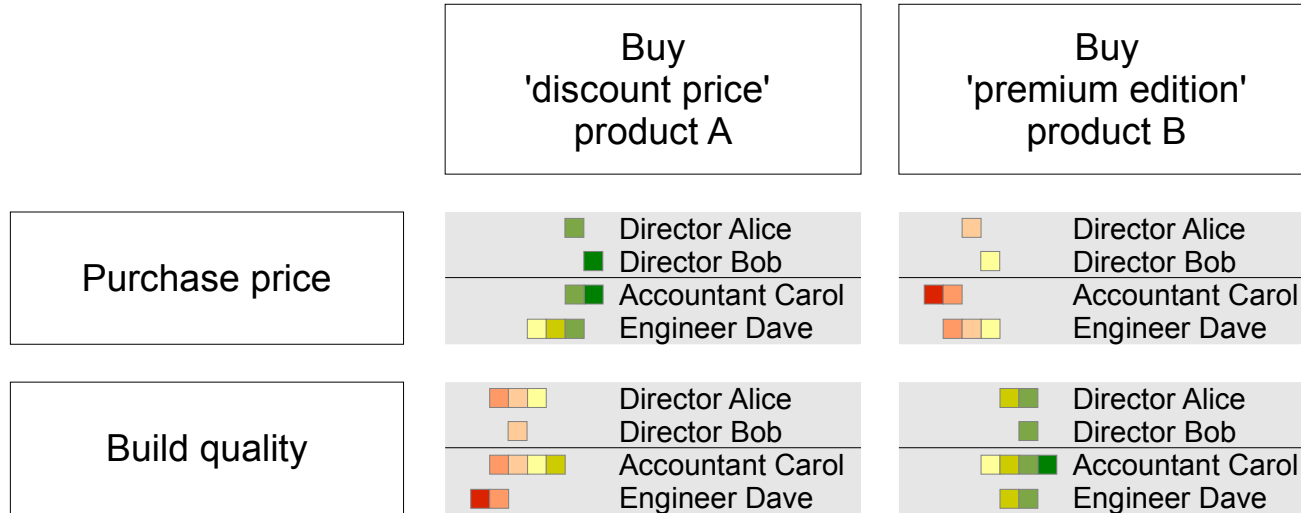 Buy
'discount price'
product A
Buy
'premium edition'
product B
Purchase price
Director Alice
Director Bob
Accountant Carol
Engineer Dave
Director Alice
Director Bob
Accountant Carol
Engineer Dave
Build quality
Director Alice
Director Bob
Accountant Carol
Engineer Dave
Director Alice
Director Bob
Accountant Carol
Engineer Dave